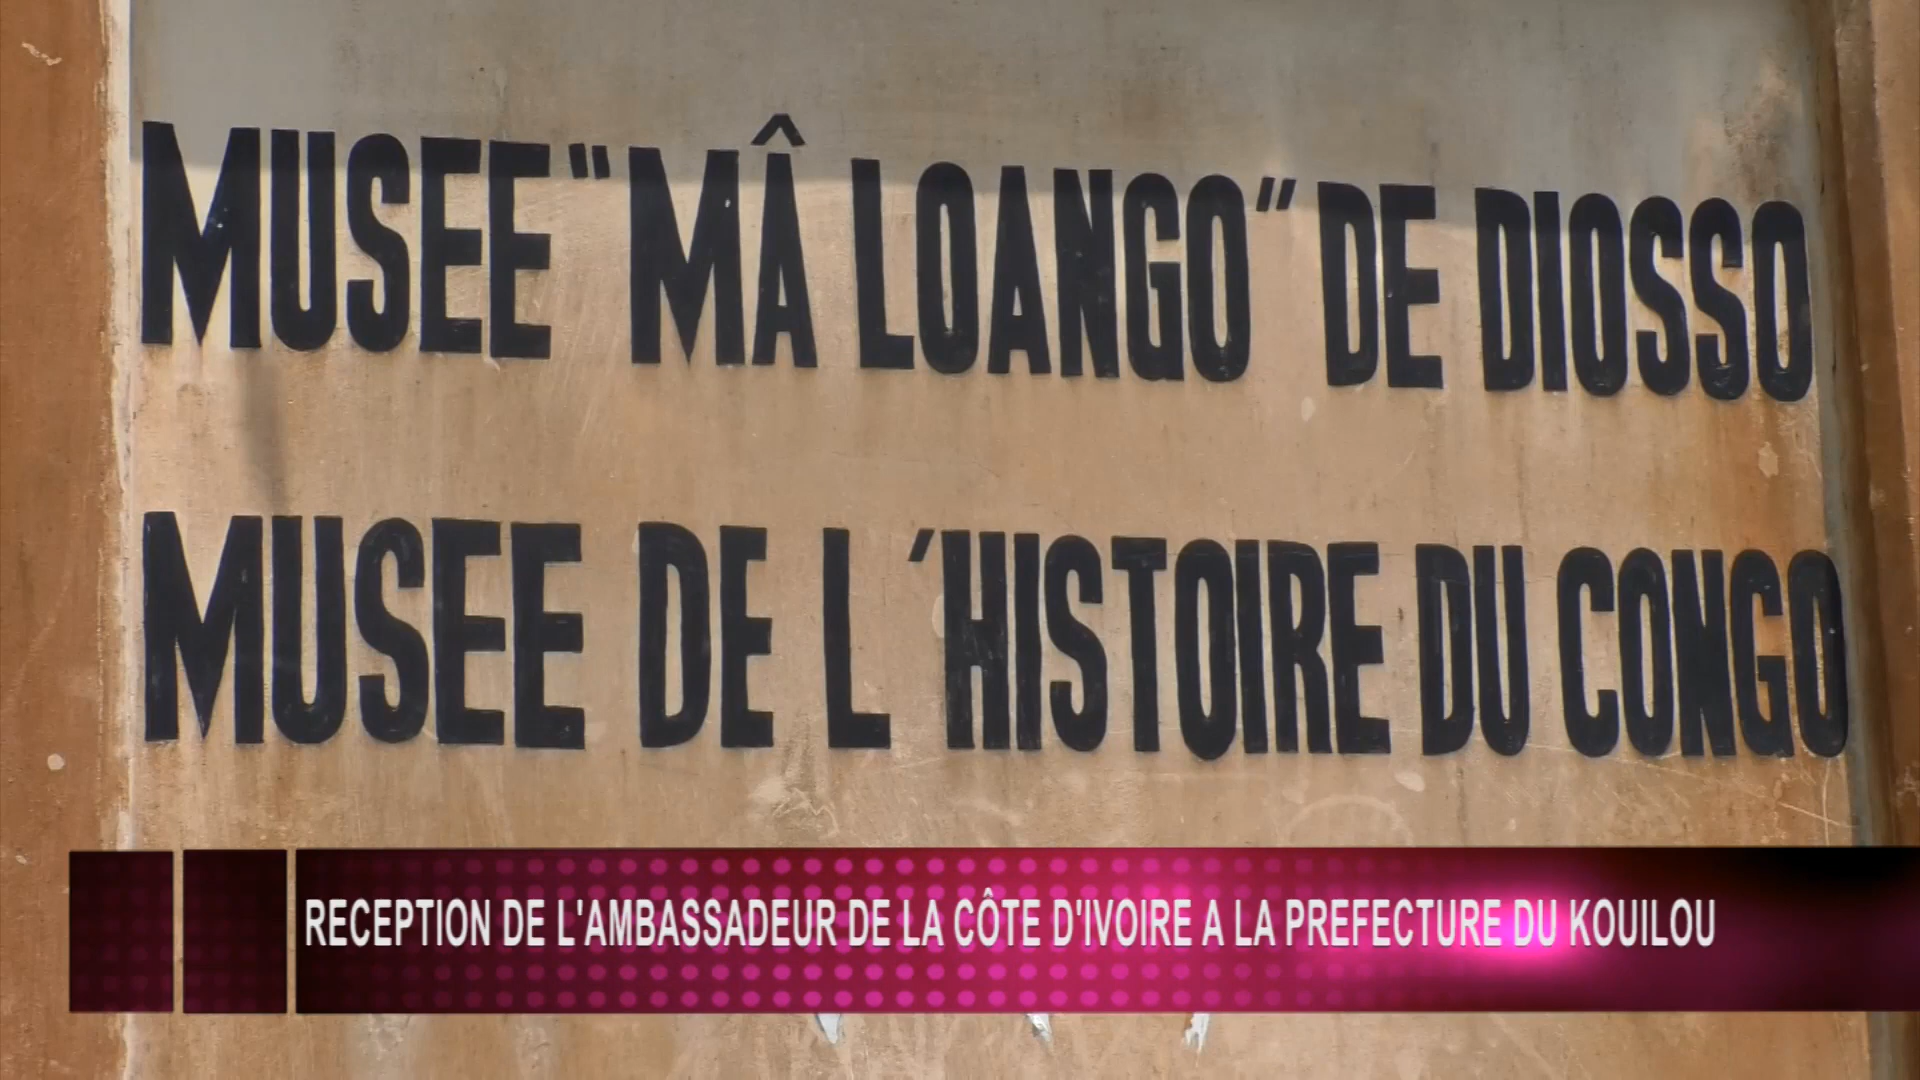 MUSEE "MÂ LOANGO" DE DIOSSO
MUSEE DE L'HISTOIRE DU CONGO
RECEPTION DE L'AMBASSADEUR DE LA CÔTE D'IVOIRE A LA PREFECTURE DU KOUILOU